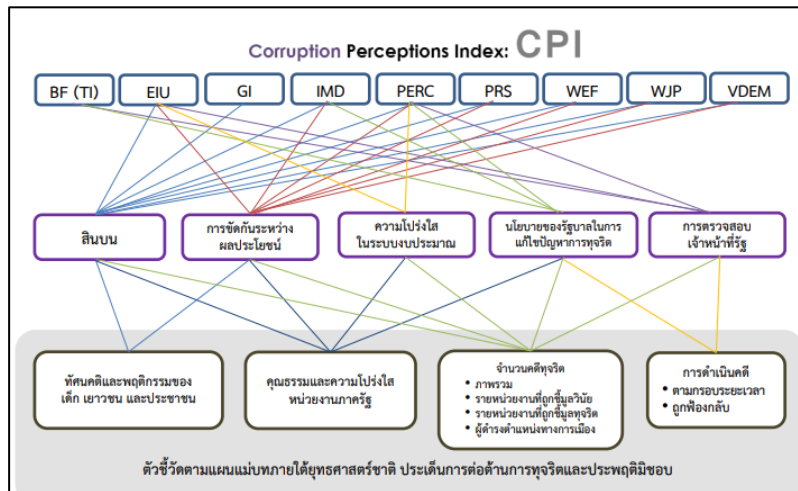 Corruption Perceptions Index: CPI
BF (TI) EIU GI IMD PERC PRS WEF WJP VDEM
สินบน
การขัดกันระหว่าง
ผลประโยชน์
ความโปร่งใส
ในระบบงบประมาณ
นโยบายของรัฐบาลในการ
แก้ไขปัญหาการทุจริต
การตรวจสอบ
เจ้าหน้าที่รัฐ
ทัศนคติและพฤติกรรมของ
เด็ก เยาวชน และประชาชน
คุณธรรมและความโปร่งใส
หน่วยงานภาครัฐ
จำนวนคดีทุจริต
• ภาพรวม
• รายหน่วยงานที่ถูกชี้มูลวินัย
• รายหน่วยงานที่ถูกชี้มูลทุจริต
• ผู้ดำรงตำแหน่งทางการเมือง
การดำเนินคดี
• ตามกรอบระยะเวลา
• ถูกฟ้องกลับ
ตัวชี้วัดตามแผนแม่บทภายใต้ยุทธศาสตร์ชาติ ประเด็นการต่อต้านการทุจริตและประพฤติมิชอบ